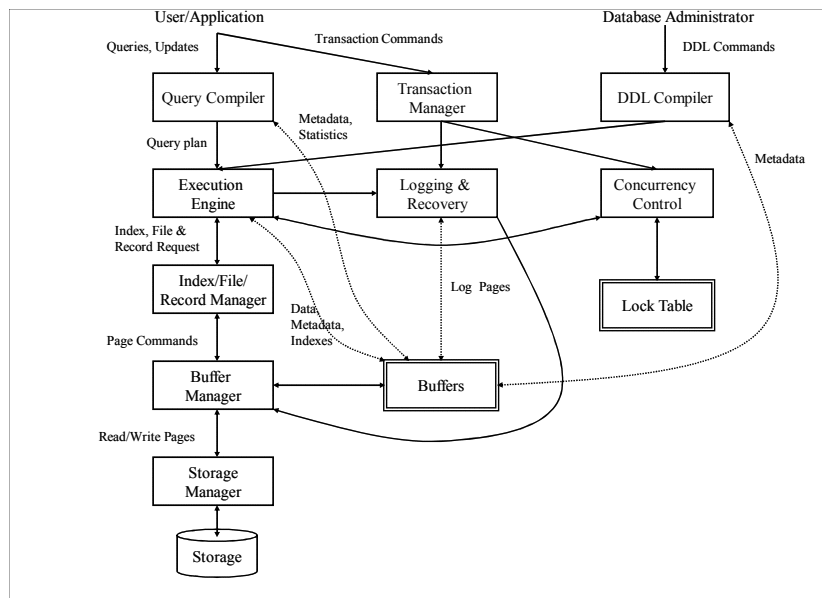 User/Application
Database Administrator
Queries, Updates
Transaction Commands
DDL Commands
Query Compiler
Transaction
Manager
DDL Compiler
Metadata,
Statistics
Query plan
Metadata
Execution
Engine
Logging &
Recovery
Concurrency
Control
Index, File &
Record Request
Index/File/
Record Manager
Log Pages
Lock Table
Data,
Metadata,
Indexes
Page Commands
Buffer
Manager
Buffers
Read/Write Pages
Storage
Manager
Storage